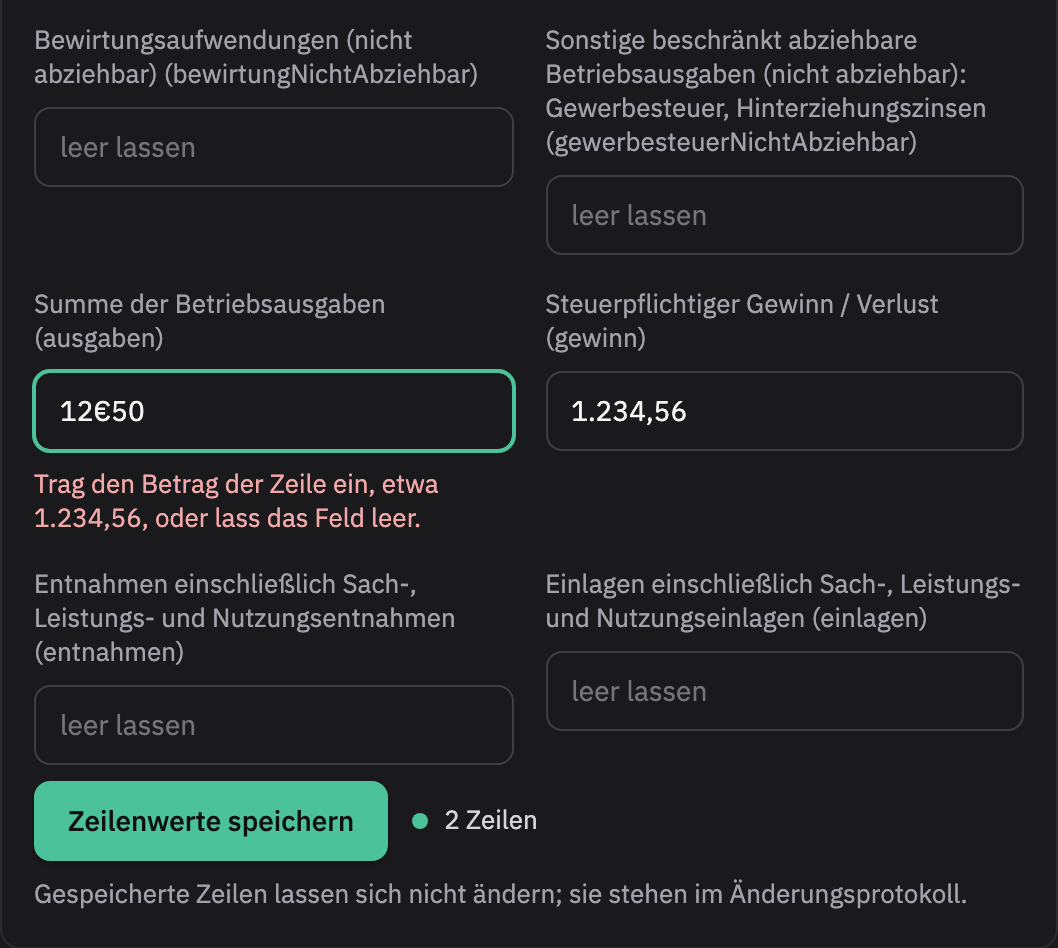 Bewirtungsaufwendungen (nicht
abziehbar) (bewirtungNichtAbziehbar)
leer lassen
Sonstige beschränkt abziehbare
Betriebsausgaben (nicht abziehbar):
Gewerbesteuer, Hinterziehungszinsen
(gewerbesteuerNichtAbziehbar)
leer lassen
Summe der Betriebsausgaben
(ausgaben)
12€50
Trag den Betrag der Zeile ein, etwa
1.234,56, oder lass das Feld leer.
Steuerpflichtiger Gewinn / Verlust
(gewinn)
1.234,56
Entnahmen einschließlich Sach-,
Leistungs- und Nutzungsentnahmen
(entnahmen)
leer lassen
Einlagen einschließlich Sach-, Leistungs-
und Nutzungseinlagen (einlagen)
leer lassen
Zeilenwerte speichern
2 Zeilen
Gespeicherte Zeilen lassen sich nicht ändern; sie stehen im Änderungsprotokoll.